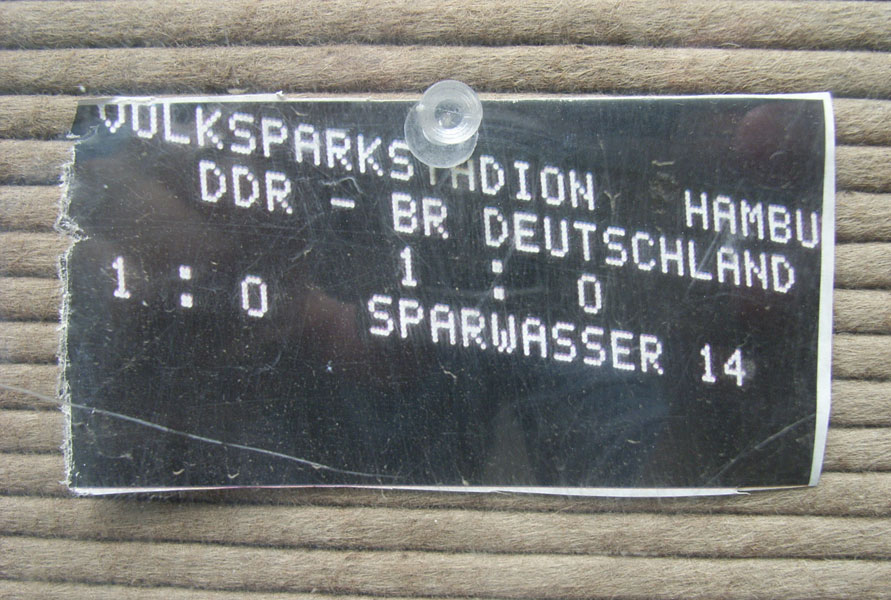 VOLKSPARKSTADION HAMBU
DDR - BR DEUTSCHLAND
1 : 0 1 : 0
SPARWASSER 14